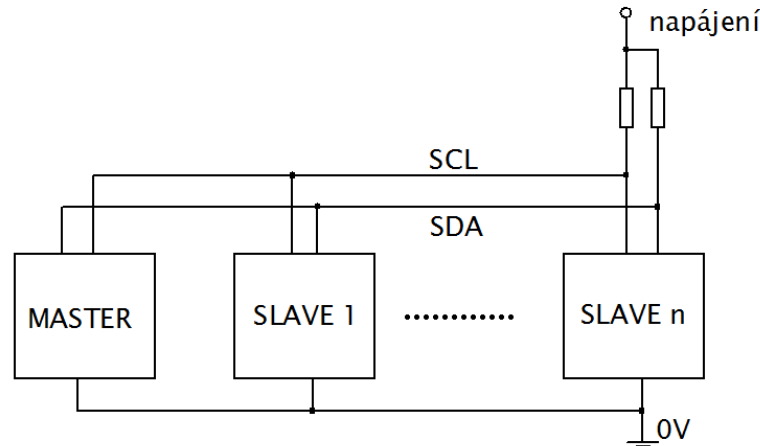 napájení
SCL
SDA
MASTER
SLAVE 1
SLAVE n
0V